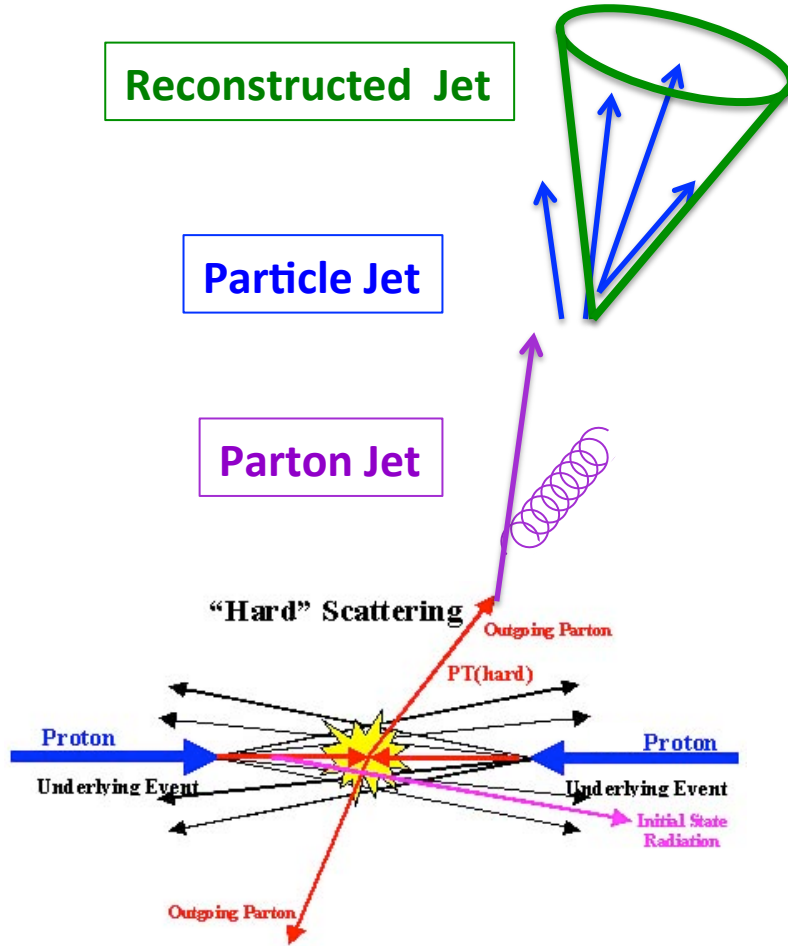 Reconstructed Jet
Particle Jet
Parton Jet
“Hard” Scattering
Outgoing Parton
PT(hard)
Proton
Proton
Underlying Event
Underlying Event
Initial State
Radiation
Outgoing Parton